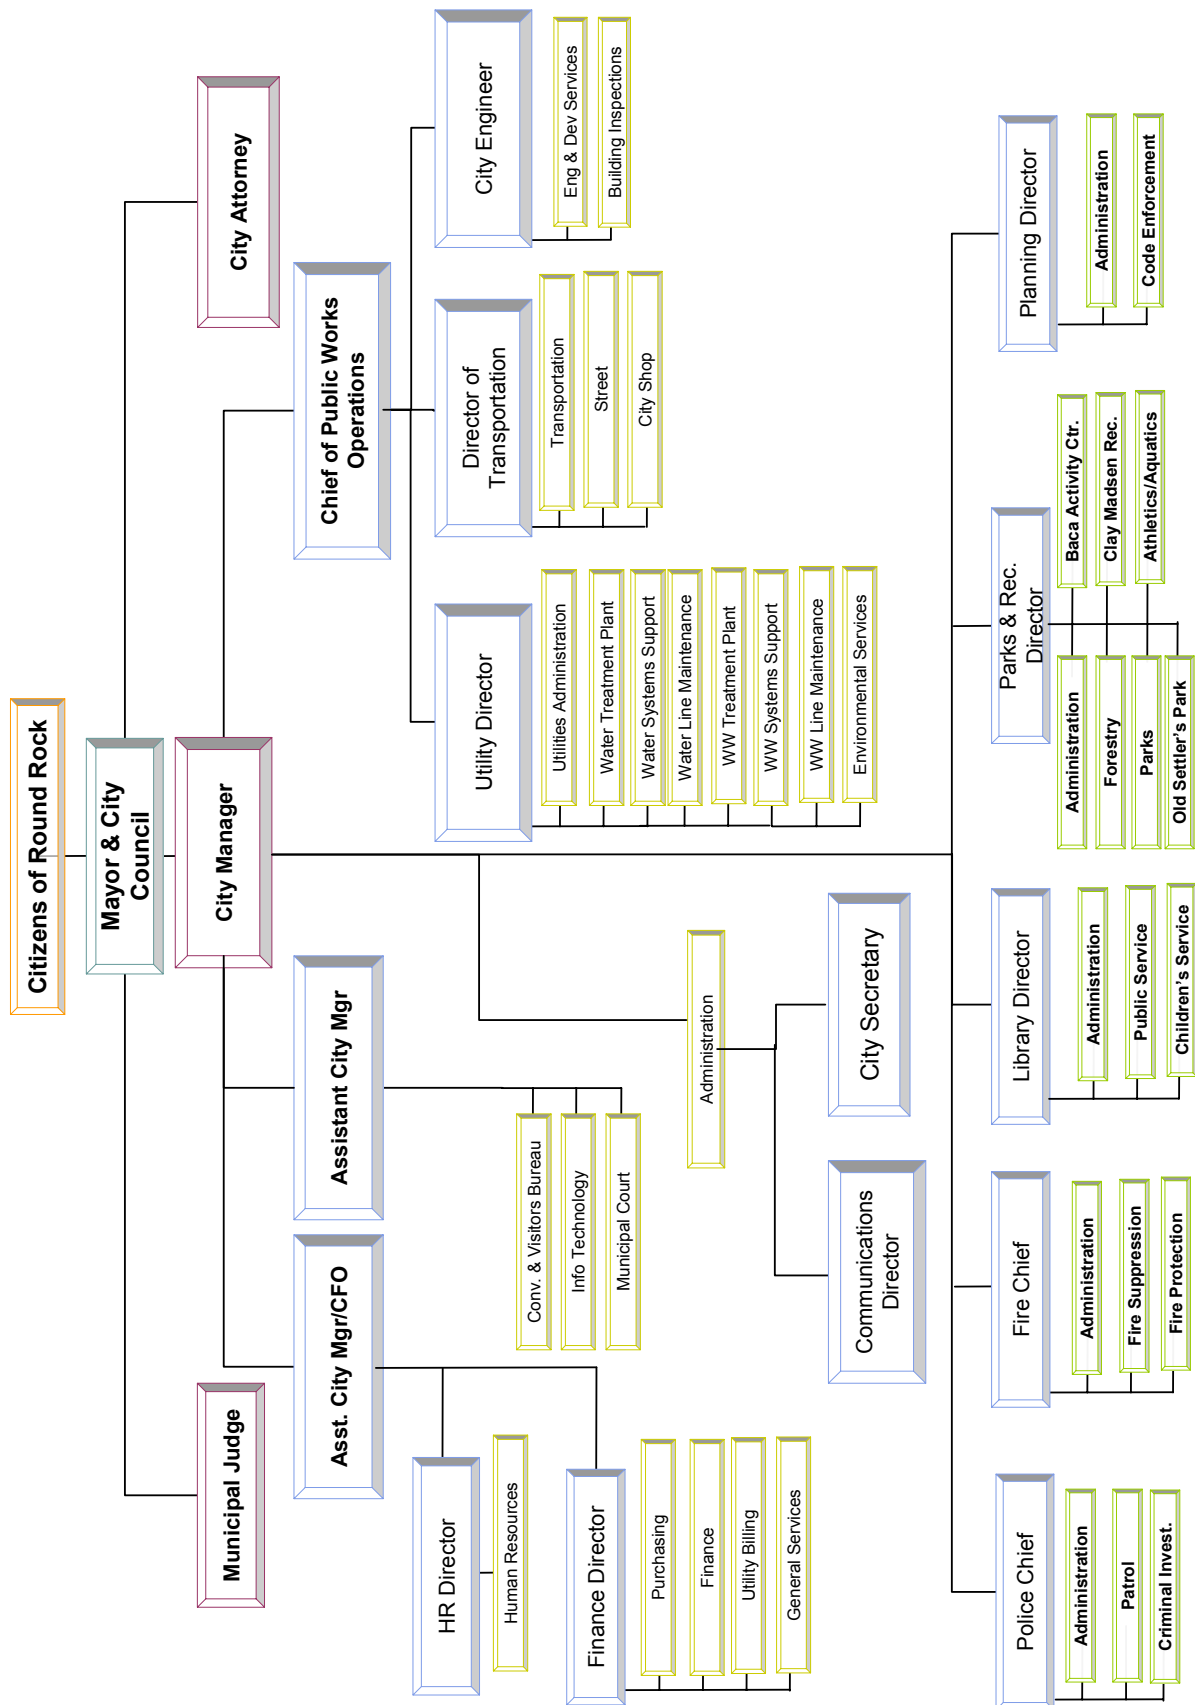 Citizens of Round Rock
Mayor & City
Council
Municipal Judge
City Manager
City Attorney
Asst. City Mgr/CFO
Assistant City Mgr
Chief of Public Works
Operations
HR Director
Human Resources
Finance Director
Purchasing
Finance
Utility Billing
General Services
Conv. & Visitors Bureau
Info Technology
Municipal Court
Utility Director
Utilities Administration
Water Treatment Plant
Water Systems Support
Water Line Maintenance
WW Treatment Plant
WW Systems Support
WW Line Maintenance
Environmental Services
Director of
Transportation
Transportation
Street
City Shop
City Engineer
Eng & Dev Services
Building Inspections
Administration
Communications
Director
City Secretary
Police Chief
Administration
Patrol
Criminal Invest.
Fire Chief
Administration
Fire Suppression
Fire Protection
Library Director
Administration
Public Service
Children's Service
Parks & Rec.
Director
Administration
Baca Activity Ctr.
Forestry
Clay Madsen Rec.
Parks
Athletics/Aquatics
Old Settler's Park
Planning Director
Administration
Code Enforcement